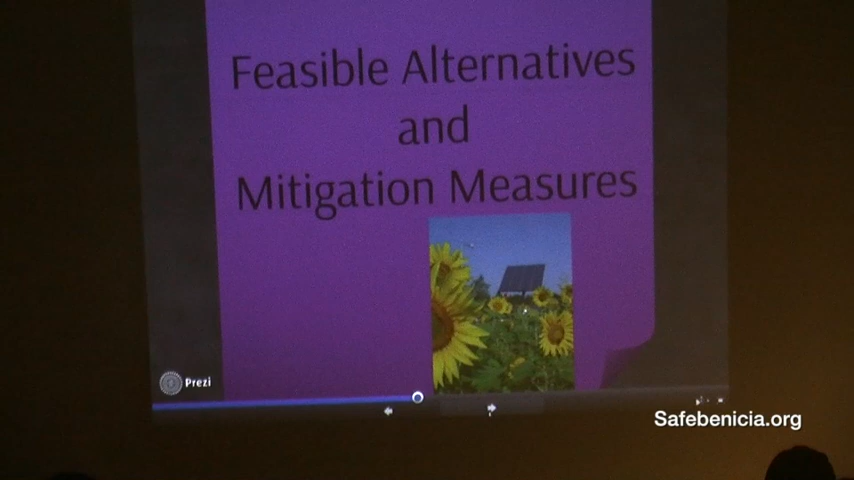 Feasible Alternatives
and
Mitigation Measures
Prezi
Safebenicia.org